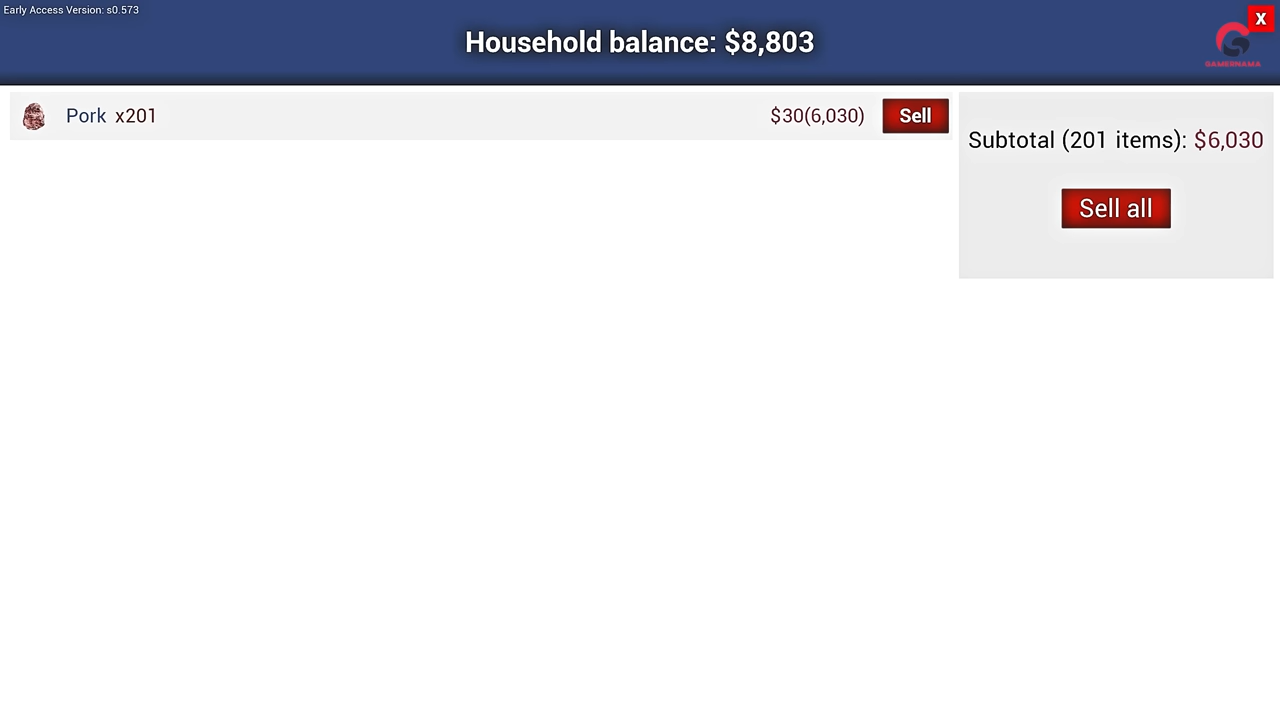 Early Access Version: s0.573
X
Household balance: $8,803
GAMERNAMA
Pork x201 $30(6,030) Sell
Subtotal (201 items): $6,030
Sell all